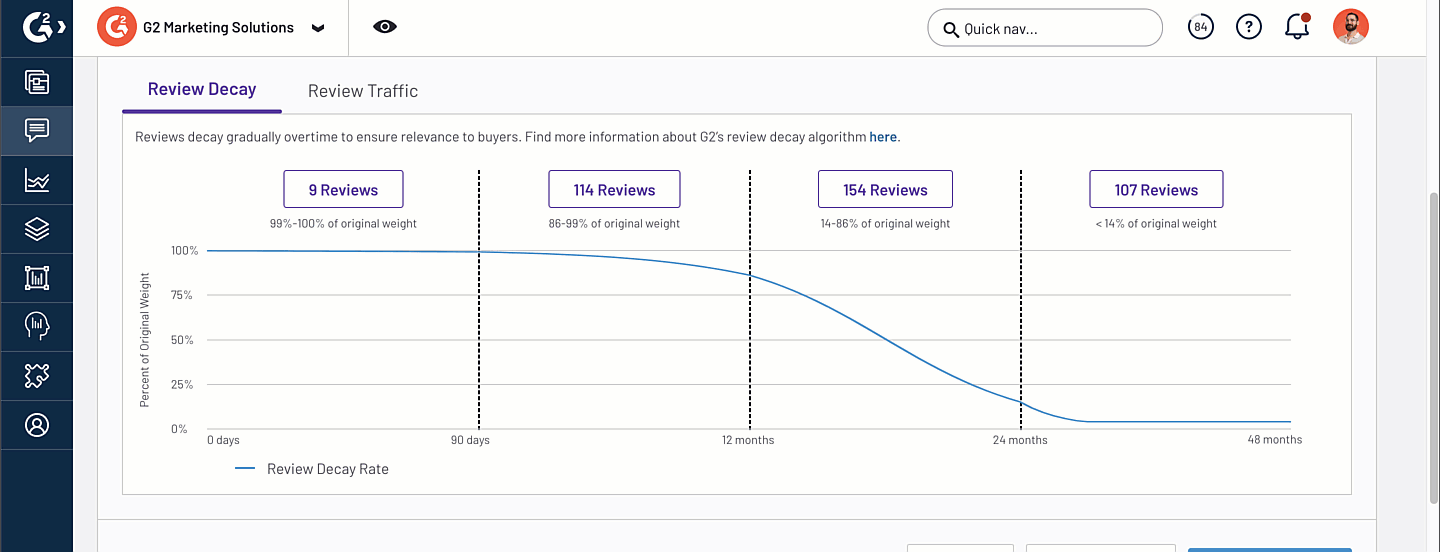 G2 Marketing Solutions
Quick nav...
84
?
Review Decay
Review Traffic
Reviews decay gradually overtime to ensure relevance to buyers. Find more information about G2's review decay algorithm here.
9 Reviews
114 Reviews
154 Reviews
107 Reviews
99%-100% of original weight
86-99% of original weight
14-86% of original weight
< 14% of original weight
Percent of Original Weight
100%
75%
50%
25%
0%
0 days
90 days
12 months
24 months
48 months
Review Decay Rate